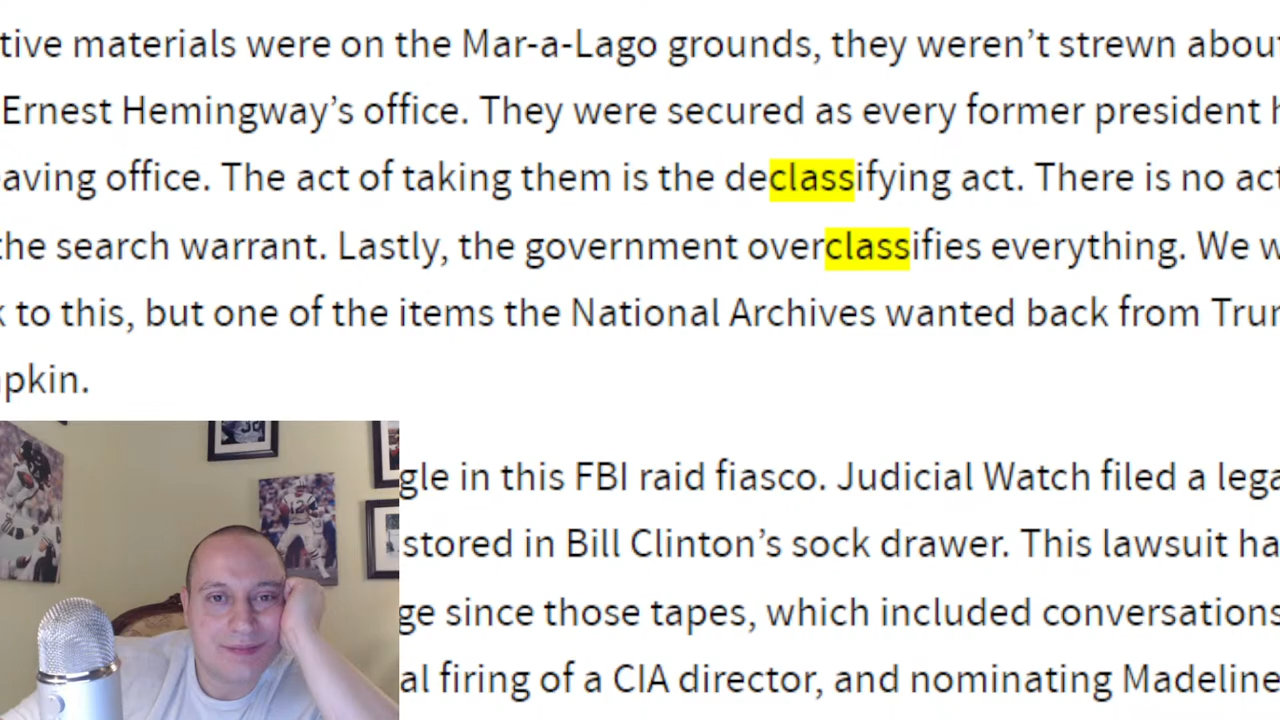 tive materials were on the Mar-a-Lago grounds, they weren't strewn about
Ernest Hemingway's office. They were secured as every former president h
aving office. The act of taking them is the declassifying act. There is no act
the search warrant. Lastly, the government overclassifies everything. We w
k to this, but one of the items the National Archives wanted back from Trum
pkin.
gle in this FBI raid fiasco. Judicial Watch filed a lega
stored in Bill Clinton's sock drawer. This lawsuit ha
ge since those tapes, which included conversations
al firing of a CIA director, and nominating Madeline
12